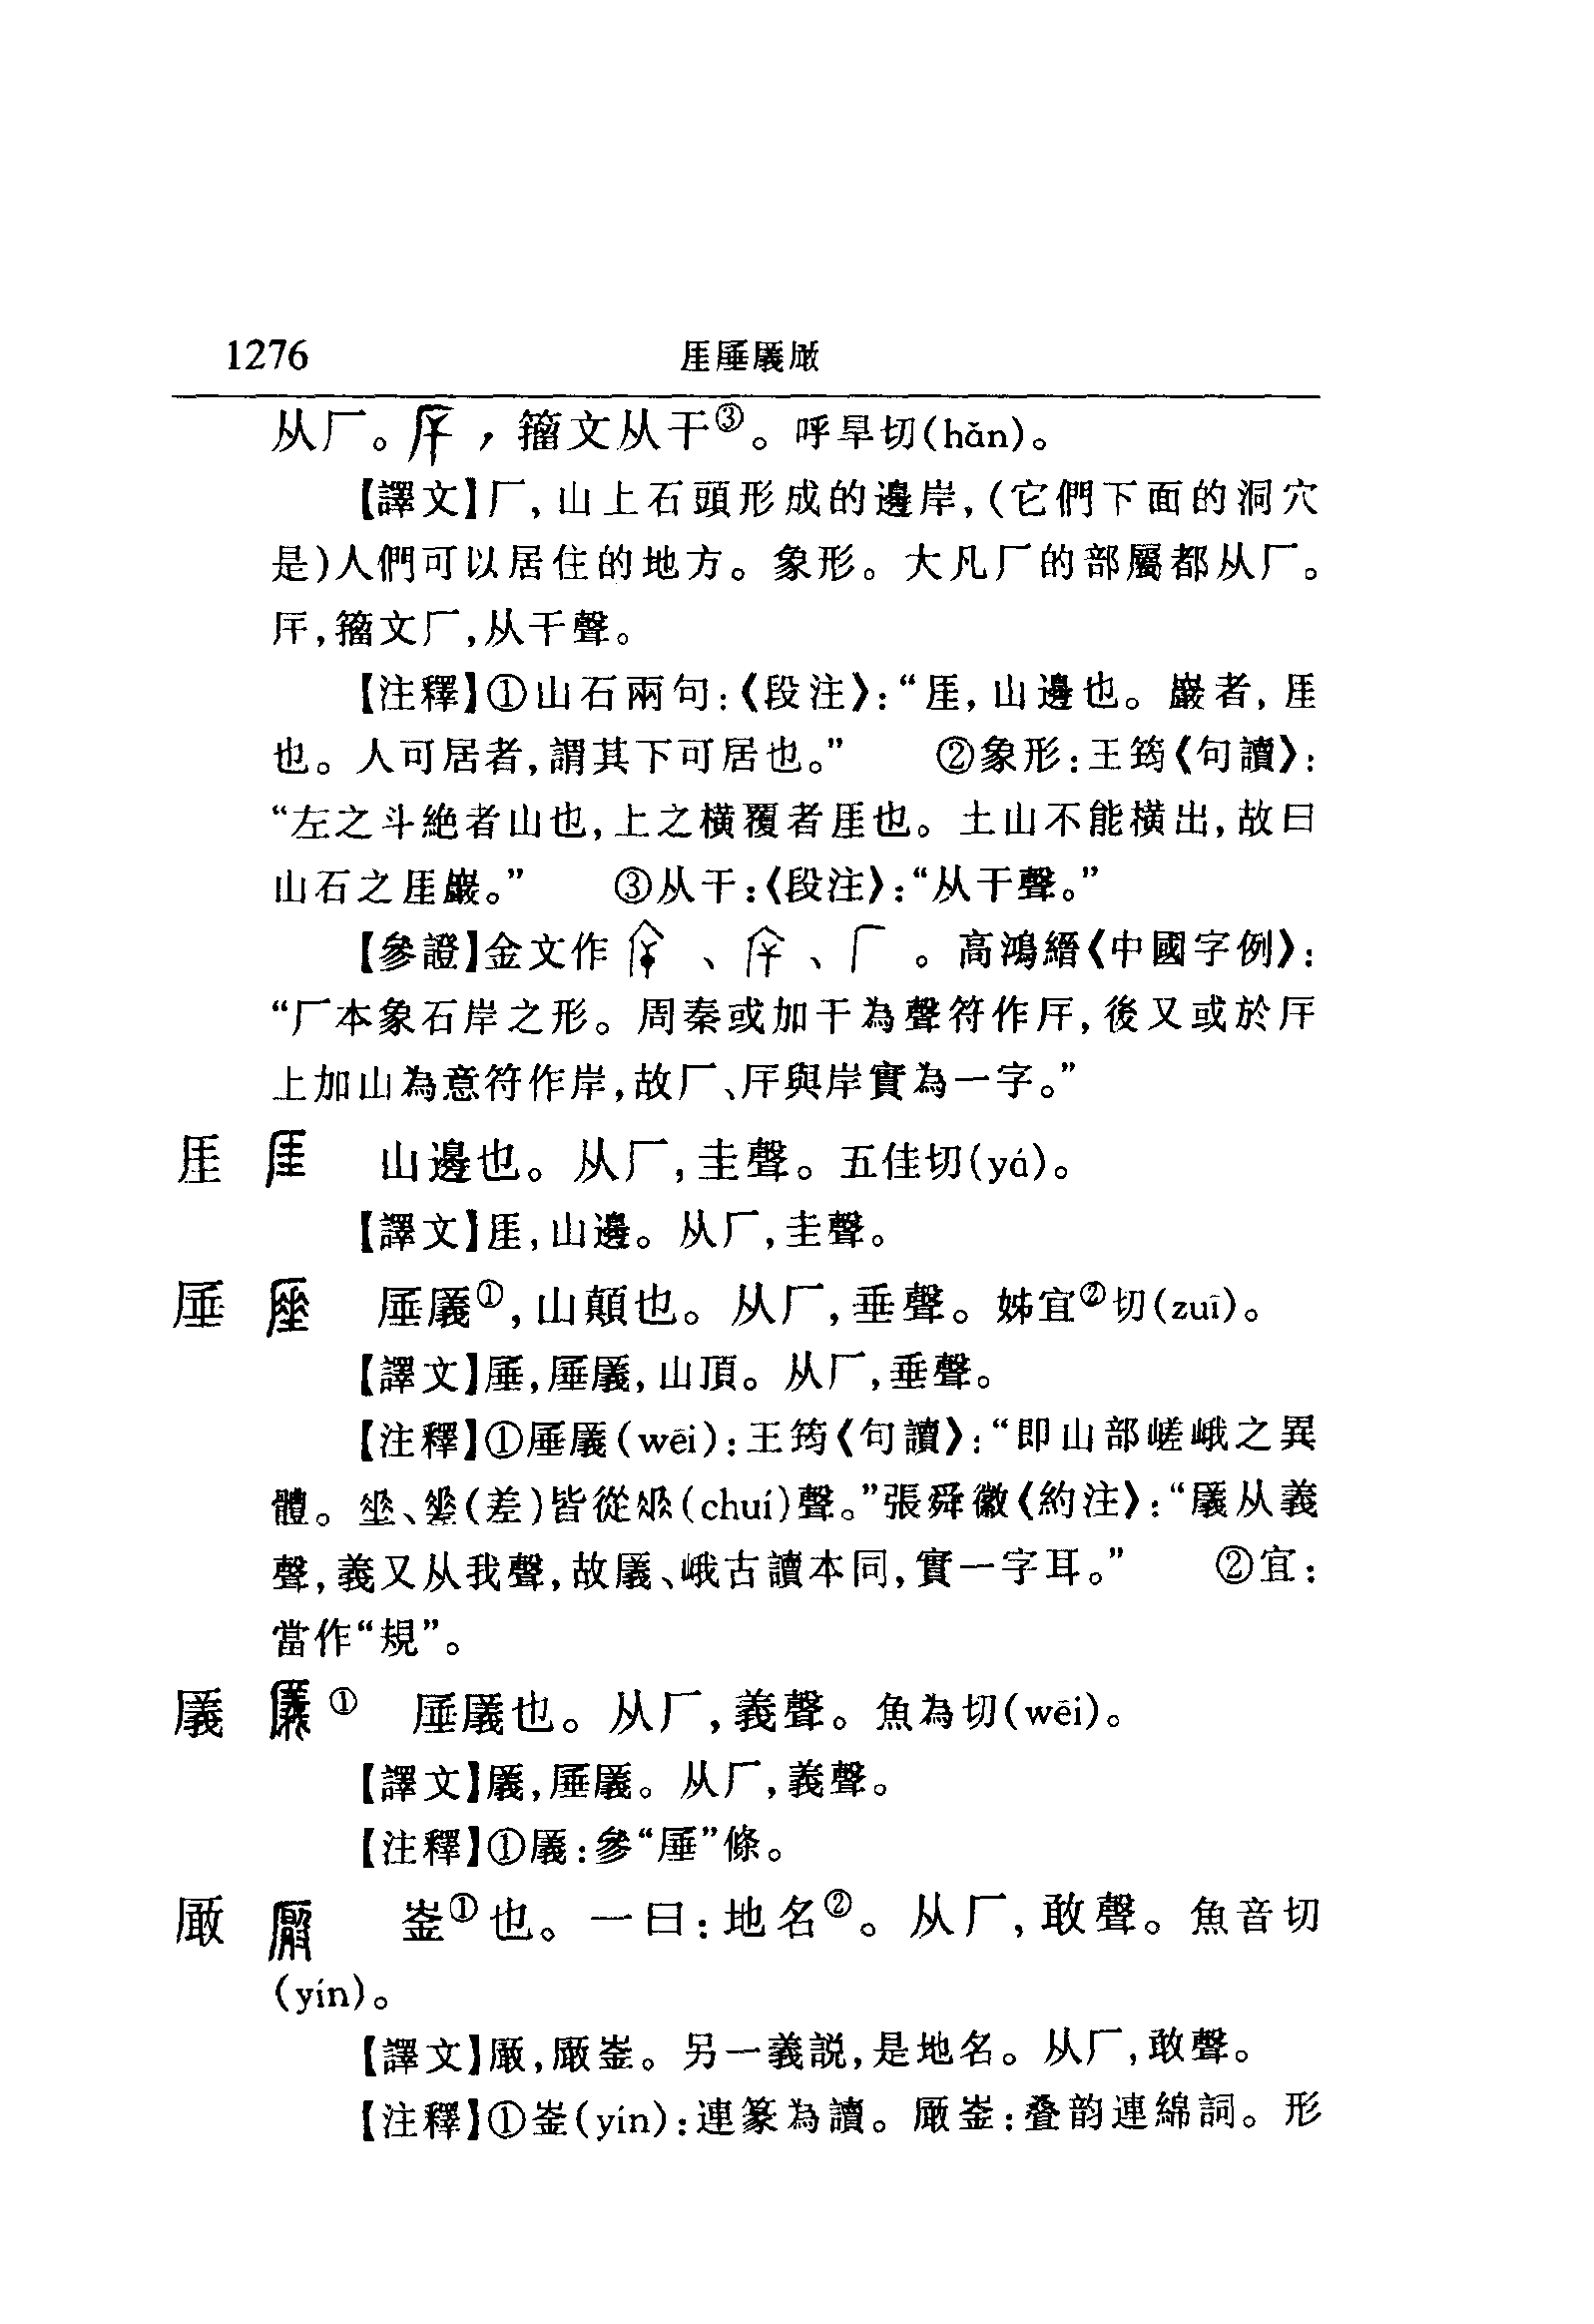 1276 厓厜㕒厰
从厂。厈，籀文从干③。呼旱切(hǎn)。
【譯文】厂，山上石頭形成的邊岸，(它們下面的洞穴
是)人們可以居住的地方。象形。大凡厂的部屬都从厂。
厈，籀文厂，从干聲。
【注釋】①山石兩句：《段注》：“厓，山邊也。巖者，厓
也。人可居者，謂其下可居也。” ②象形：王筠《句讀》：
“左之斗絶者山也，上之横覆者厓也。土山不能横出，故曰
山石之厓巖。” ③从干：《段注》：“从干聲。”
【參證】金文作 、 、 。高鴻縉《中國字例》：
“厂本象石岸之形。周秦或加干為聲符作厈，後又或於厈
上加山為意符作岸，故厂、厈與岸實為一字。”
厓 山邊也。从厂，圭聲。五佳切(yá)。
【譯文】厓，山邊。从厂，圭聲。
厜 厜㕒①，山顛也。从厂，垂聲。姊宜②切(zuī)。
【譯文】厜，厜㕒，山頂。从厂，垂聲。
【注釋】①厜㕒(wēi)：王筠《句讀》：“即山部嵯峨之異
體。𡍮、𢀩(差)皆從𠂹(chuí)聲。”張舜徽《約注》：“㕒从義
聲，義又从我聲，故㕒、峨古讀本同，實一字耳。” ②宜：
當作“規”。
㕒 ① 厜㕒也。从厂，義聲。魚為切(wēi)。
【譯文】㕒，厜㕒。从厂，義聲。
【注釋】①㕒：參“厜”條。
厰 崟①也。一曰：地名②。从厂，敢聲。魚音切
(yín)。
【譯文】厰，厰崟。另一義説，是地名。从厂，敢聲。
【注釋】①崟(yín)：連篆為讀。厰崟：叠韵連綿詞。形